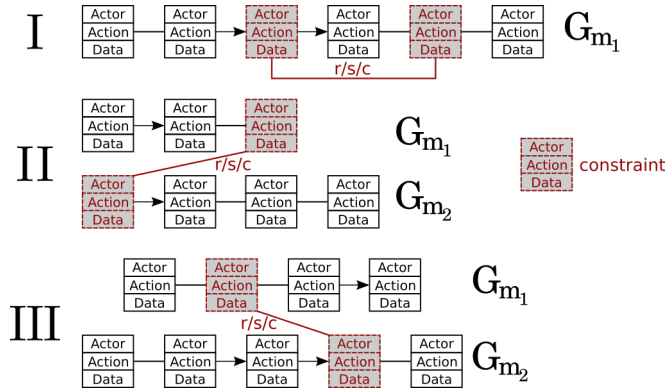 I
Actor Actor Actor Actor Actor Actor
Action Action Action Action Action Action
Data Data Data Data Data Data
r/s/c
Gm1
II
Actor Actor Actor
Action Action Action
Data Data Data
Gm1
r/s/c
Actor Actor Actor Actor
Action Action Action Action
Data Data Data Data
Gm2
Actor
Action
Data
constraint
III
Actor Actor Actor Actor
Action Action Action Action
Data Data Data Data
Gm1
r/s/c
Actor Actor Actor Actor Actor
Action Action Action Action Action
Data Data Data Data Data
Gm2